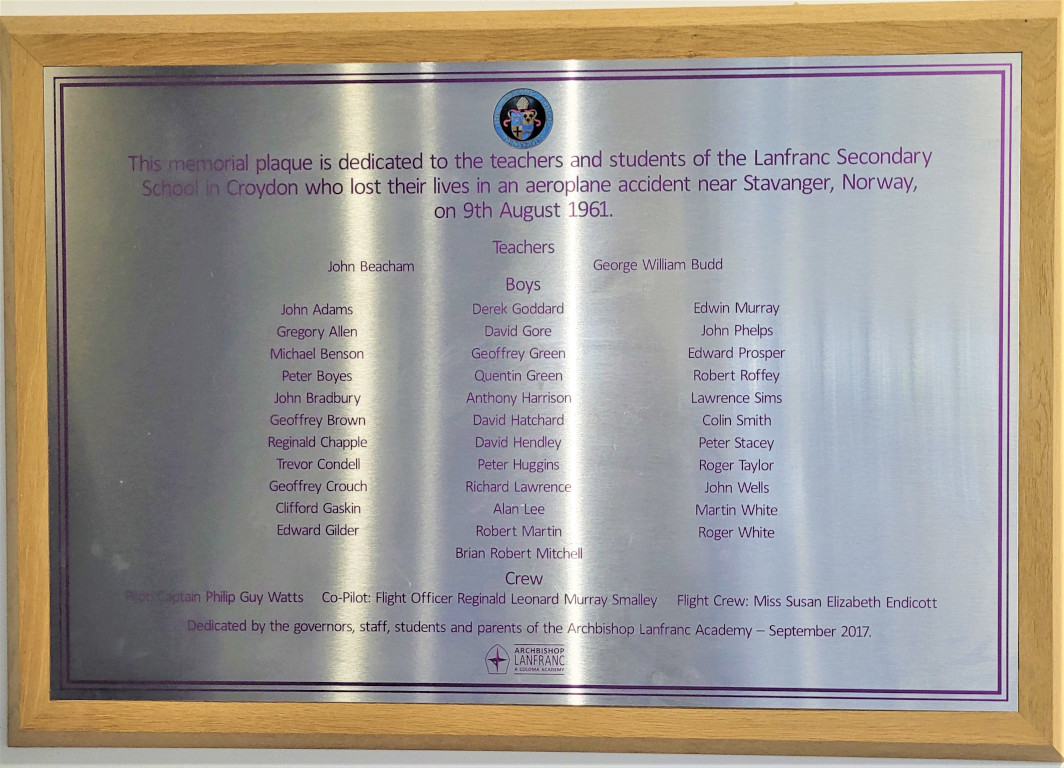 This memorial plaque is dedicated to the teachers and students of the Lanfranc Secondary
School in Croydon who lost their lives in an aeroplane accident near Stavanger, Norway,
on 9th August 1961.
Teachers
John Beacham George William Budd
Boys
John Adams Derek Goddard Edwin Murray
Gregory Allen David Gore John Phelps
Michael Benson Geoffrey Green Edward Prosper
Peter Boyes Quentin Green Robert Roffey
John Bradbury Anthony Harrison Lawrence Sims
Geoffrey Brown David Hatchard Colin Smith
Reginald Chapple David Hendley Peter Stacey
Trevor Condell Peter Huggins Roger Taylor
Geoffrey Crouch Richard Lawrence John Wells
Clifford Gaskin Alan Lee Martin White
Edward Gilder Robert Martin Roger White
Brian Robert Mitchell
Crew
Pilot: Captain Philip Guy Watts Co-Pilot: Flight Officer Reginald Leonard Murray Smalley Flight Crew: Miss Susan Elizabeth Endicott
Dedicated by the governors, staff, students and parents of the Archbishop Lanfranc Academy – September 2017.
ARCHBISHOP
LANFRANC
A COLOMA ACADEMY